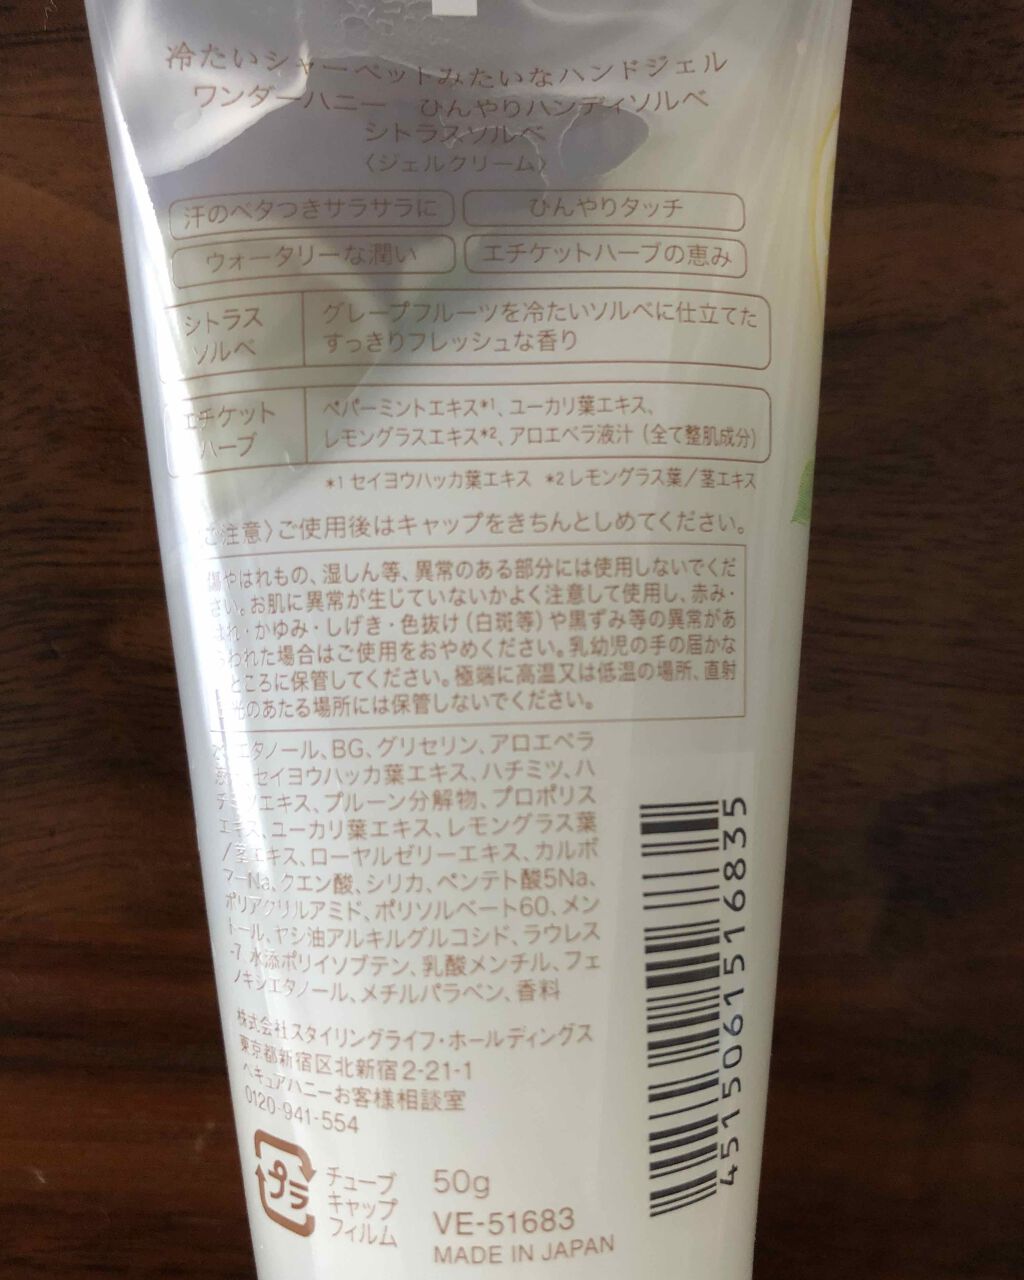 冷たいシャーベットみたいなハンドジェル
ワンダーハニー ひんやりハンディソルベ
シトラスソルベ
〈ジェルクリーム〉
汗のベタつきサラサラに ひんやりタッチ
ウォータリーな潤い エチケットハーブの恵み
シトラス
ソルベ
グレープフルーツを冷たいソルベに仕立てた
すっきりフレッシュな香り
エチケット
ハーブ
ペパーミントエキス*1、ユーカリ葉エキス、
レモングラスエキス*2、アロエベラ液汁(全て整肌成分)
*1 セイヨウハッカ葉エキス *2 レモングラス葉/茎エキス
ご注意〉ご使用後はキャップをきちんとしめてください。
傷やはれもの、湿しん等、異常のある部分には使用しないでくだ
さい。お肌に異常が生じていないかよく注意して使用し、赤み・
はれ・かゆみ・しげき・色抜け(白斑等)や黒ずみ等の異常があ
らわれた場合はご使用をおやめください。乳幼児の手の届かな
いところに保管してください。極端に高温又は低温の場所、直射
光のあたる場所には保管しないでください。
エタノール、BG、グリセリン、アロエベラ
セイヨウハッカ葉エキス、ハチミツ、ハ
チミツエキス、プルーン分解物、プロポリス
エキス、ユーカリ葉エキス、レモングラス葉
/茎エキス、ローヤルゼリーエキス、カルボ
マーNa、クエン酸、シリカ、ペンテト酸5Na、
ポリアクリルアミド、ポリソルベート60、メン
トール、ヤシ油アルキルグルコシド、ラウレス
-7、水添ポリイソブテン、乳酸メンチル、フェ
ノキシエタノール、メチルパラベン、香料
株式会社スタイリングライフ・ホールディングス
東京都新宿区北新宿2-21-1
ベキュアハニーお客様相談室
0120-941-554
プラ
チューブ
キャップ
フィルム
50g
VE-51683
MADE IN JAPAN
4515061516835